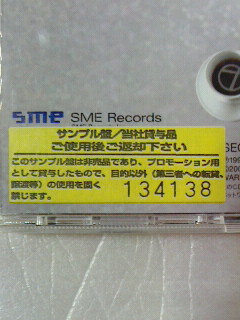 sme SME Records
サンプル盤/当社貸与品
ご使用後ご返却下さい
このサンプル盤は非売品であり、プロモーション用
として貸与したもので、目的以外(第三者への転貸、
譲渡等)の使用を固く
禁じます。
134138